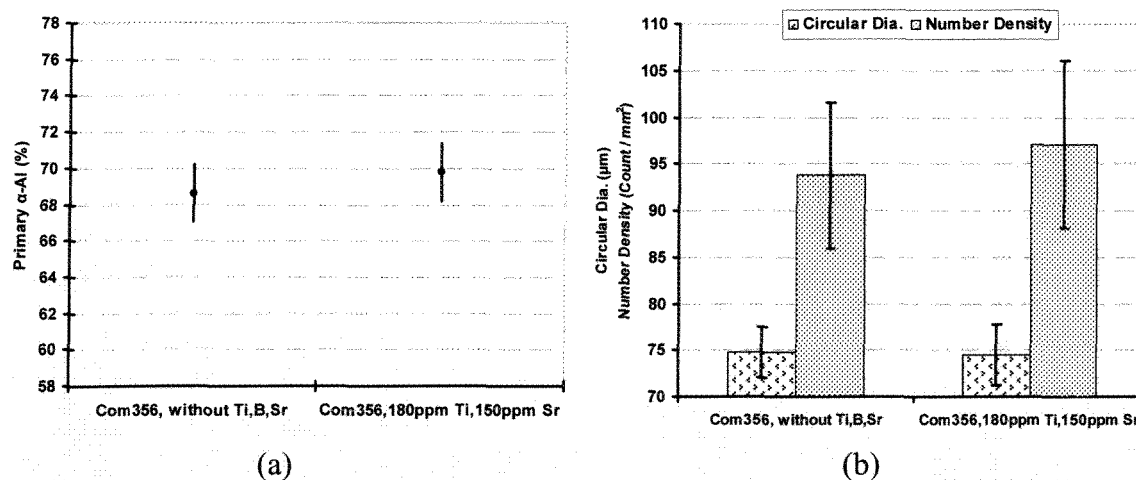 78
76
74
72
70
68
66
64
62
60
58
Primary α-Al (%)
Com356, without Ti,B,Sr
Com356,180ppm Ti,150ppm Sr
(a)
Circular Dia. Number Density
110
105
100
95
90
85
80
75
70
Circular Dia. (μm)
Number Density (Count / mm²)
Com356, without Ti,B,Sr
Com356,180ppm Ti,150ppm Sr
(b)